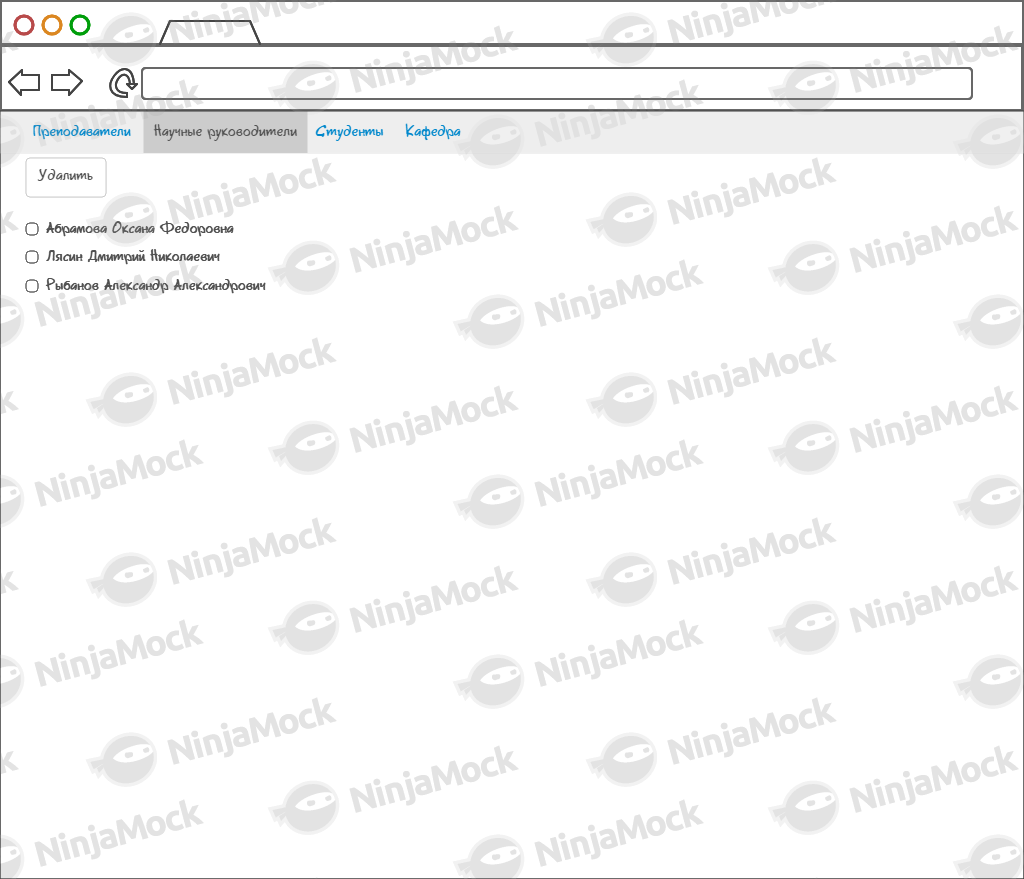 Преподаватели Научные руководители Студенты Кафедра
Удалить
Абрамова Оксана Федоровна
Лясин Дмитрий Николаевич
Рыбанов Александр Александрович
NinjaMock